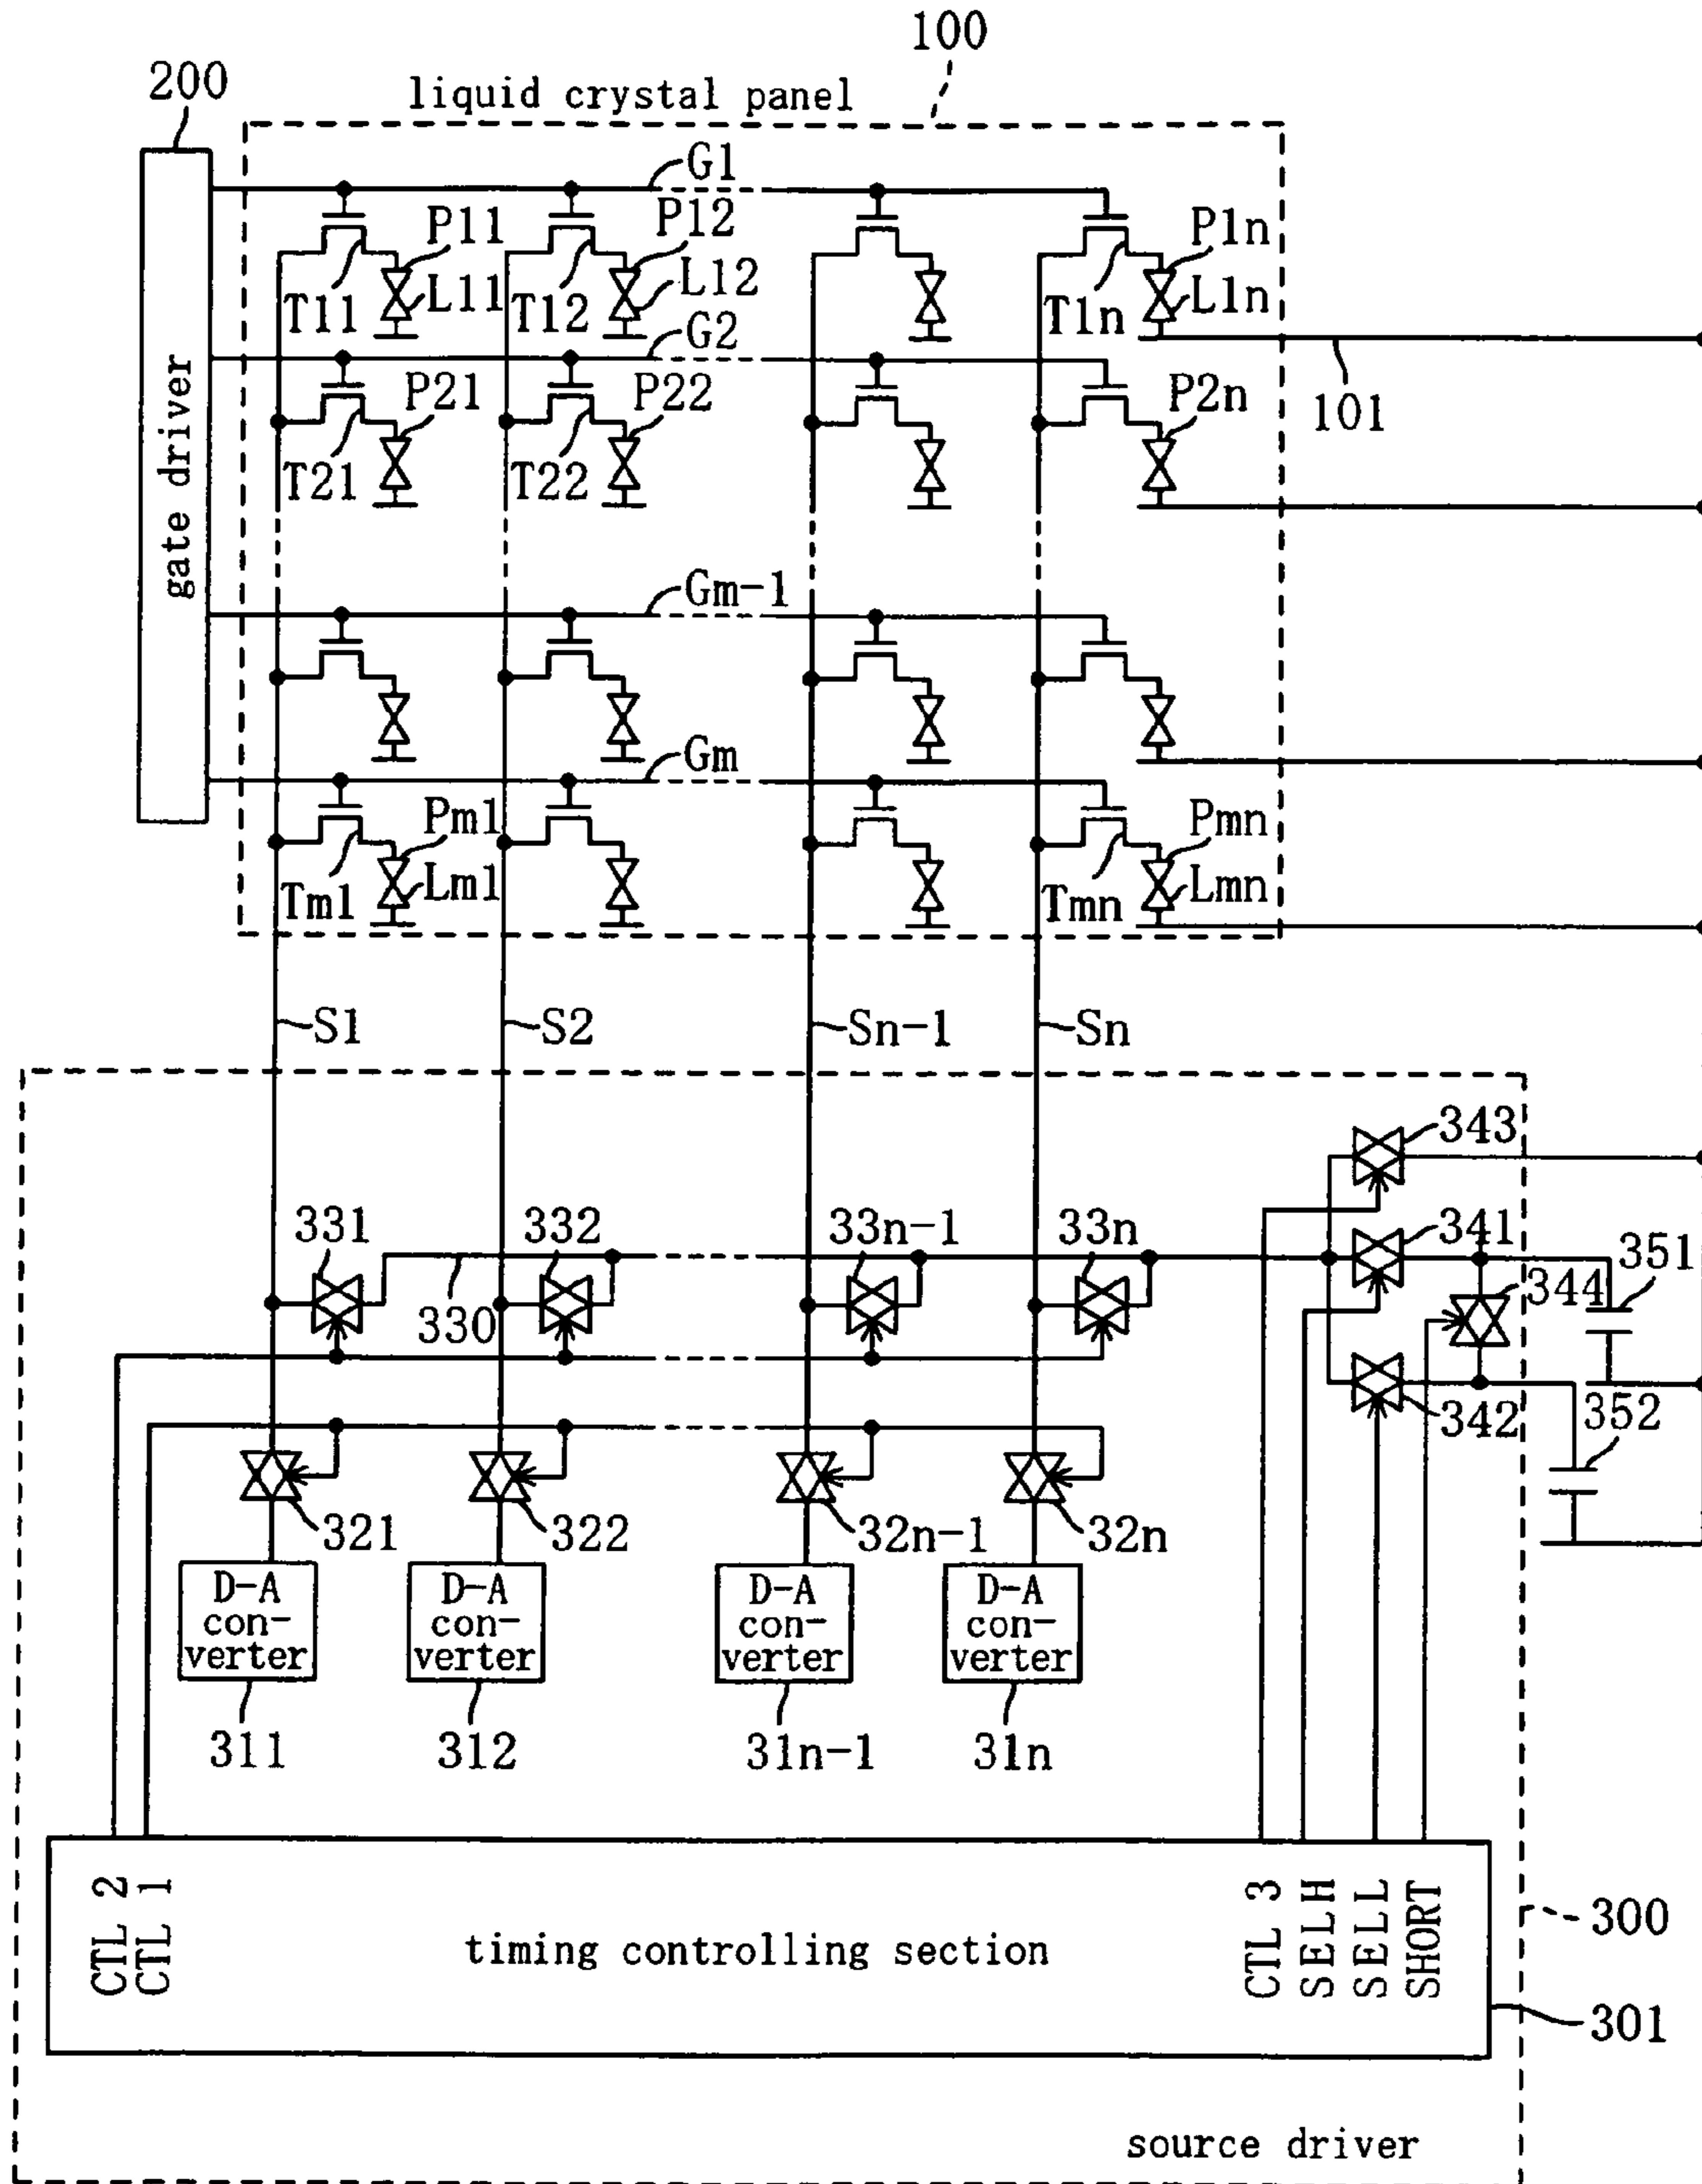 100
200
liquid crystal panel
G1
P11
P12
P1n
T11
L11
T12
L12
T1n
L1n
G2
P21
P22
P2n
101
T21
T22
gate driver
Gm-1
Gm
Pm1
Pmn
Tm1
Lm1
Tmn
Lmn
S1
S2
Sn-1
Sn
343
331
332
33n-1
33n
341
351
344
330
342
352
321
322
32n-1
32n
D-A
con-
verter
D-A
con-
verter
D-A
con-
verter
D-A
con-
verter
311
312
31n-1
31n
CTL 2
CTL 1
timing controlling section
CTL 3
SELH
SELL
SHORT
300
301
source driver